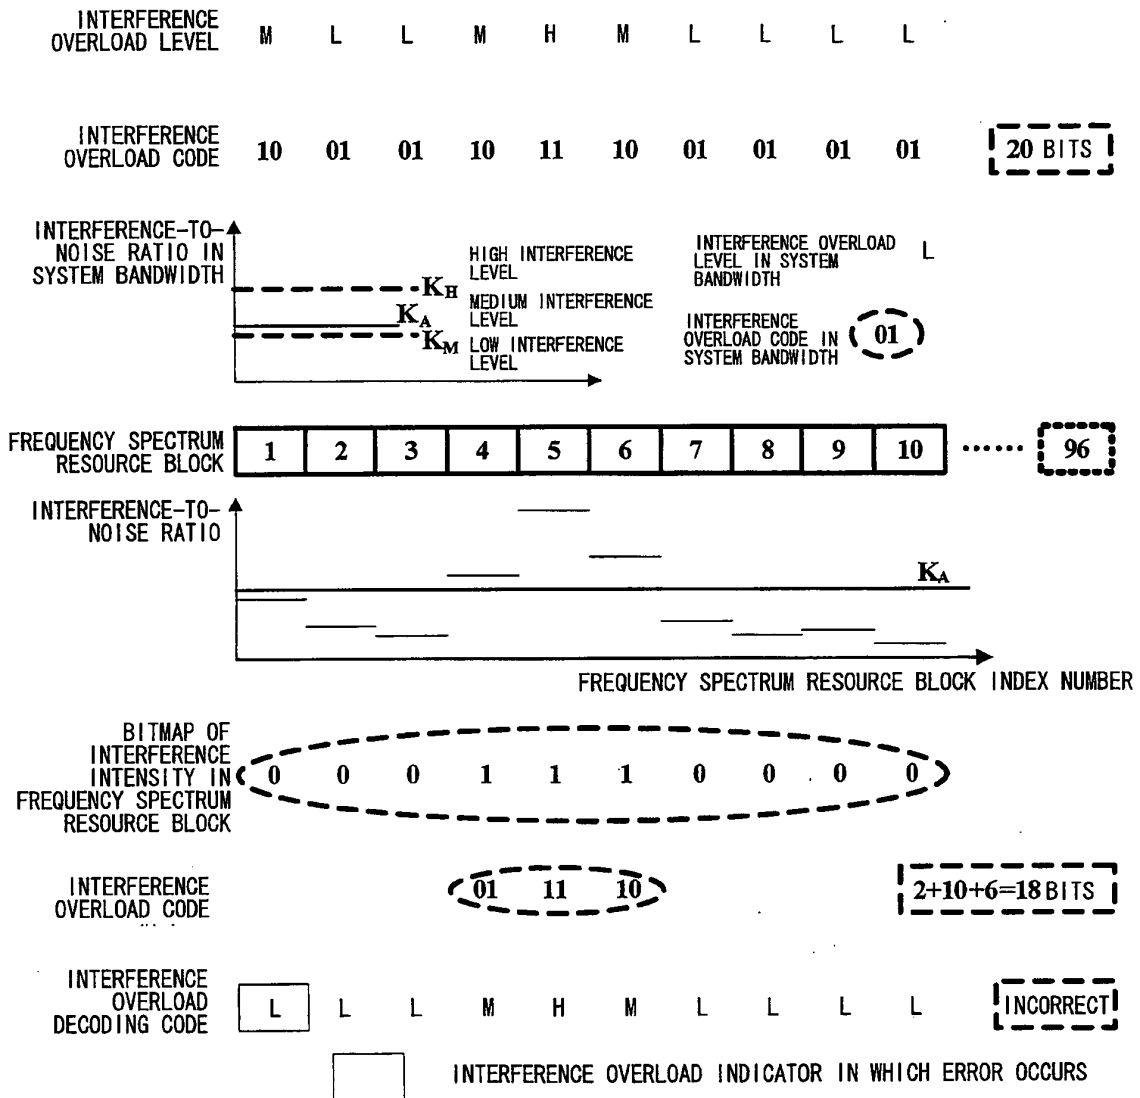 INTERFERENCE
OVERLOAD LEVEL
M L L M H M L L L L
INTERFERENCE
OVERLOAD CODE
10 01 01 10 11 10 01 01 01 01
20 BITS
INTERFERENCE-TO-
NOISE RATIO IN
SYSTEM BANDWIDTH
KH
KA
KM
HIGH INTERFERENCE
LEVEL
MEDIUM INTERFERENCE
LEVEL
LOW INTERFERENCE
LEVEL
INTERFERENCE OVERLOAD
LEVEL IN SYSTEM
BANDWIDTH
L
INTERFERENCE
OVERLOAD CODE IN
SYSTEM BANDWIDTH
01
FREQUENCY SPECTRUM
RESOURCE BLOCK
1 2 3 4 5 6 7 8 9 10 ...... 96
INTERFERENCE-TO-
NOISE RATIO
KA
FREQUENCY SPECTRUM RESOURCE BLOCK INDEX NUMBER
BITMAP OF
INTERFERENCE
INTENSITY IN
FREQUENCY SPECTRUM
RESOURCE BLOCK
0 0 0 1 1 1 0 0 0 0
INTERFERENCE
OVERLOAD CODE
01 11 10
2+10+6=18 BITS
INTERFERENCE
OVERLOAD
DECODING CODE
L L L M H M L L L L
INCORRECT
INTERFERENCE OVERLOAD INDICATOR IN WHICH ERROR OCCURS